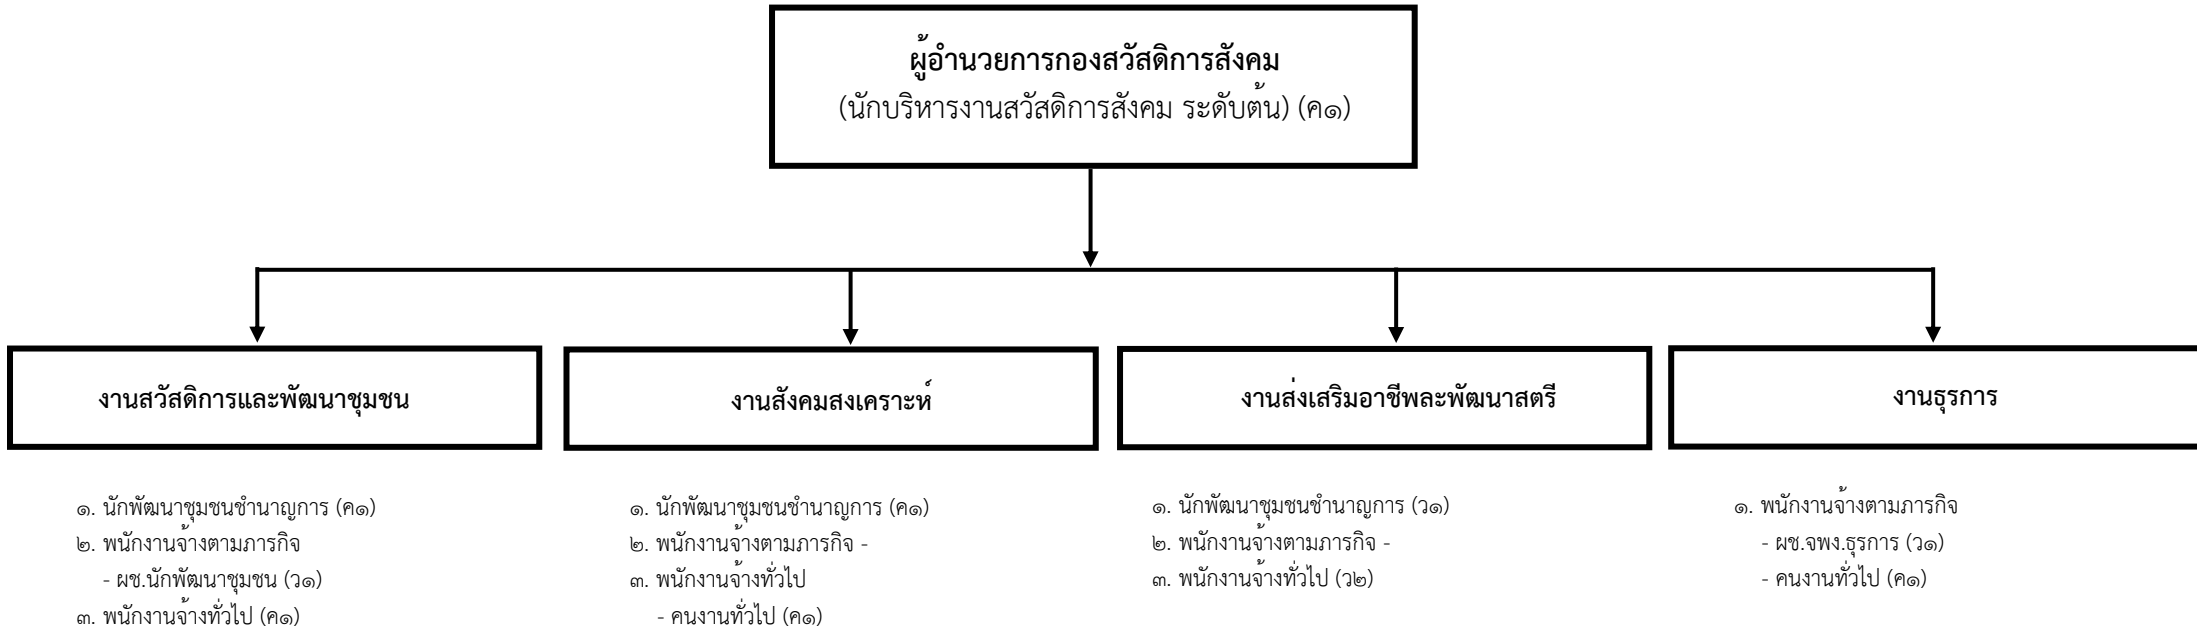 ผู้อำนวยการกองสวัสดิการสังคม
(นักบริหารงานสวัสดิการสังคม ระดับต้น) (ค๑)
งานสวัสดิการและพัฒนาชุมชน
๑. นักพัฒนาชุมชนชำนาญการ (ค๑)
๒. พนักงานจ้างตามภารกิจ
- ผช.นักพัฒนาชุมชน (ว๑)
๓. พนักงานจ้างทั่วไป (ค๑)
งานสังคมสงเคราะห์
๑. นักพัฒนาชุมชนชำนาญการ (ค๑)
๒. พนักงานจ้างตามภารกิจ -
๓. พนักงานจ้างทั่วไป
- คนงานทั่วไป (ค๑)
งานส่งเสริมอาชีพละพัฒนาสตรี
๑. นักพัฒนาชุมชนชำนาญการ (ว๑)
๒. พนักงานจ้างตามภารกิจ -
๓. พนักงานจ้างทั่วไป (ว๒)
งานธุรการ
๑. พนักงานจ้างตามภารกิจ
- ผช.จพง.ธุรการ (ว๑)
- คนงานทั่วไป (ค๑)